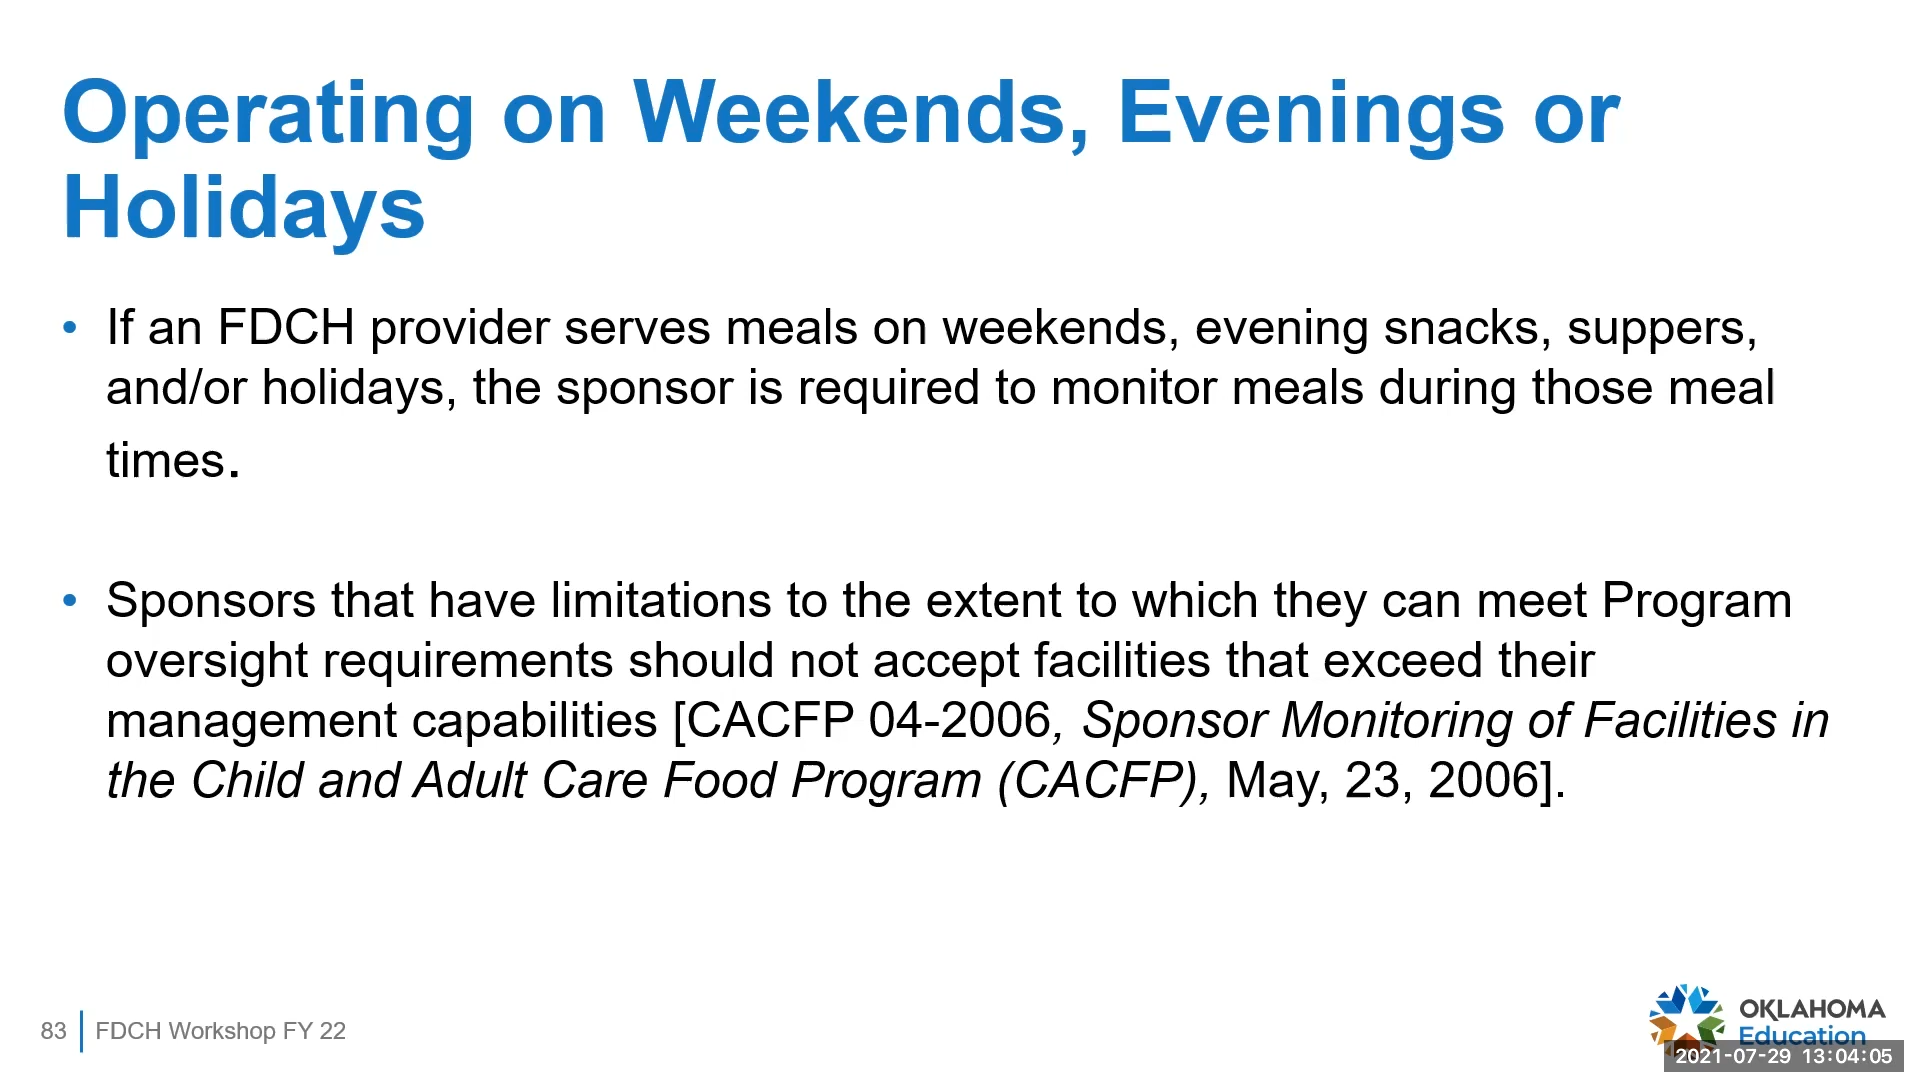 Operating on Weekends, Evenings or
Holidays
• If an FDCH provider serves meals on weekends, evening snacks, suppers,
and/or holidays, the sponsor is required to monitor meals during those meal
times.
• Sponsors that have limitations to the extent to which they can meet Program
oversight requirements should not accept facilities that exceed their
management capabilities [CACFP 04-2006, Sponsor Monitoring of Facilities in
the Child and Adult Care Food Program (CACFP), May, 23, 2006].
83 FDCH Workshop FY 22
OKLAHOMA
Education
2021-07-29 13:04:05